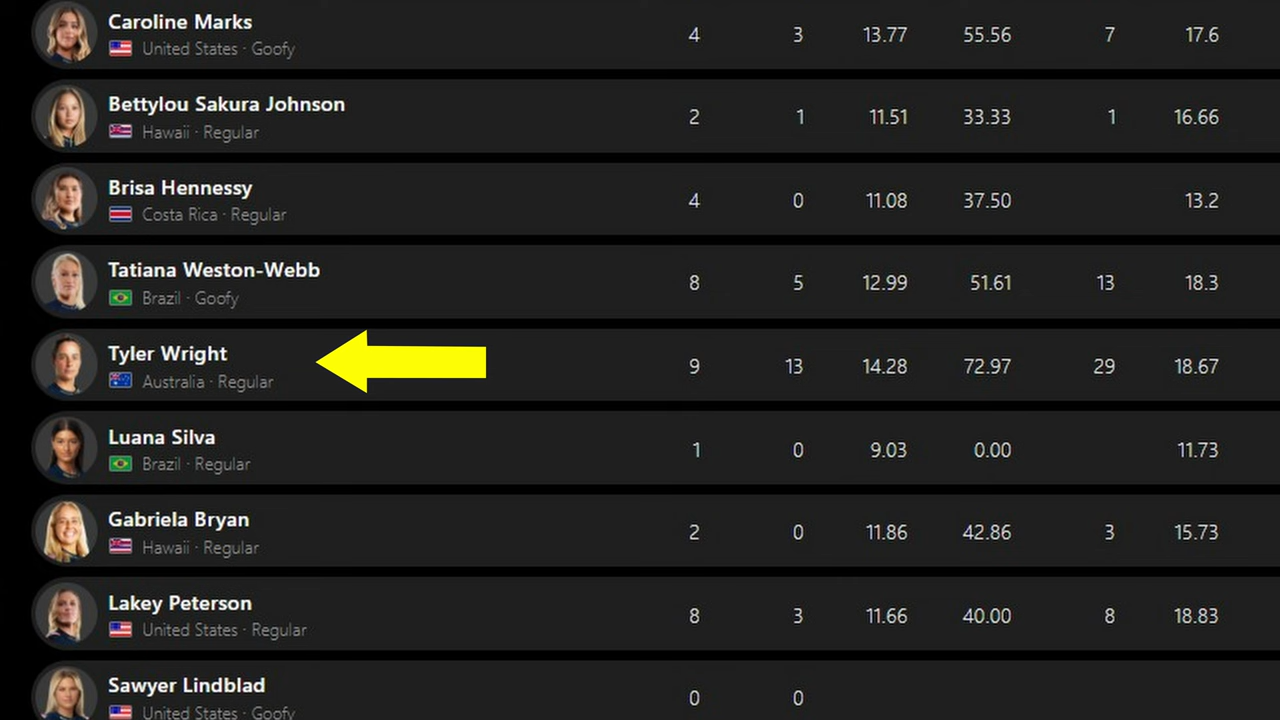 Caroline Marks
United States · Goofy
4 3 13.77 55.56 7 17.6
Bettylou Sakura Johnson
Hawaii · Regular
2 1 11.51 33.33 1 16.66
Brisa Hennessy
Costa Rica · Regular
4 0 11.08 37.50 13.2
Tatiana Weston-Webb
Brazil · Goofy
8 5 12.99 51.61 13 18.3
Tyler Wright
Australia · Regular
9 13 14.28 72.97 29 18.67
Luana Silva
Brazil · Regular
1 0 9.03 0.00 11.73
Gabriela Bryan
Hawaii · Regular
2 0 11.86 42.86 3 15.73
Lakey Peterson
United States · Regular
8 3 11.66 40.00 8 18.83
Sawyer Lindblad
United States · Goofy
0 0